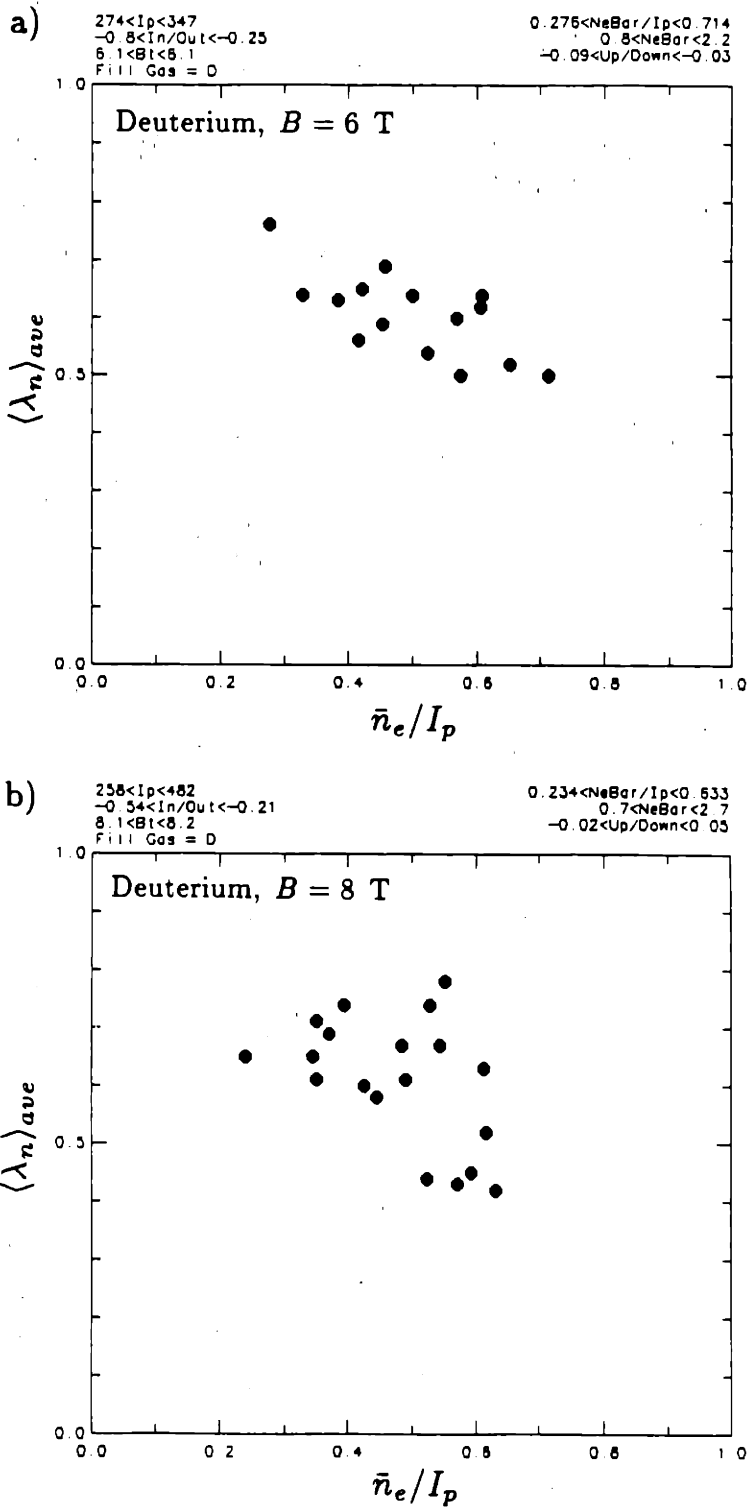 a)
274<Ip<347
-0.8<In/Out<-0.25
6.1<Bt<6.1
Fill Gas = D
0.276<NeBar/Ip<0.714
0.8<NeBar<2.2
-0.09<Up/Down<-0.03
1.0
Deuterium, B = 6 T
⟨λn⟩ave
0.5
0.0
0.0 0.2 0.4 0.6 0.8 1.0
n̄e/Ip
b)
258<Ip<482
-0.54<In/Out<-0.21
8.1<Bt<8.2
Fill Gas = D
0.234<NeBar/Ip<0.633
0.7<NeBar<2.7
-0.02<Up/Down<0.05
1.0
Deuterium, B = 8 T
⟨λn⟩ave
0.5
0.0
0.0 0.2 0.4 0.6 0.8 1.0
n̄e/Ip